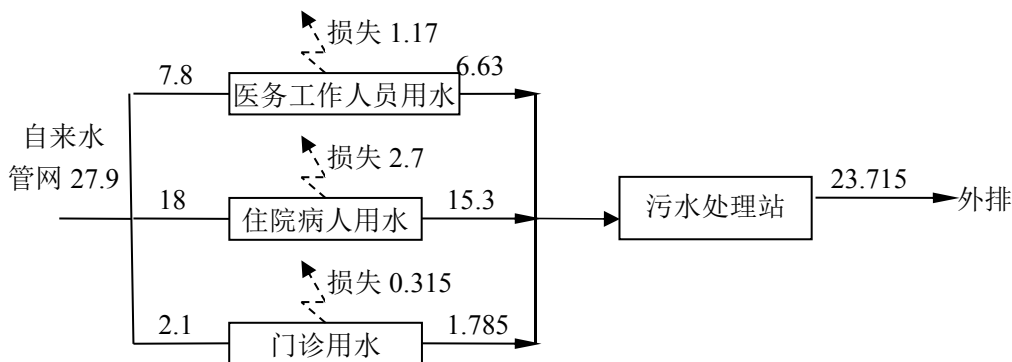 损失 1.17
7.8
医务工作人员用水
6.63
自来水
管网 27.9
损失 2.7
18
住院病人用水
15.3
污水处理站
23.715
外排
损失 0.315
2.1
门诊用水
1.785